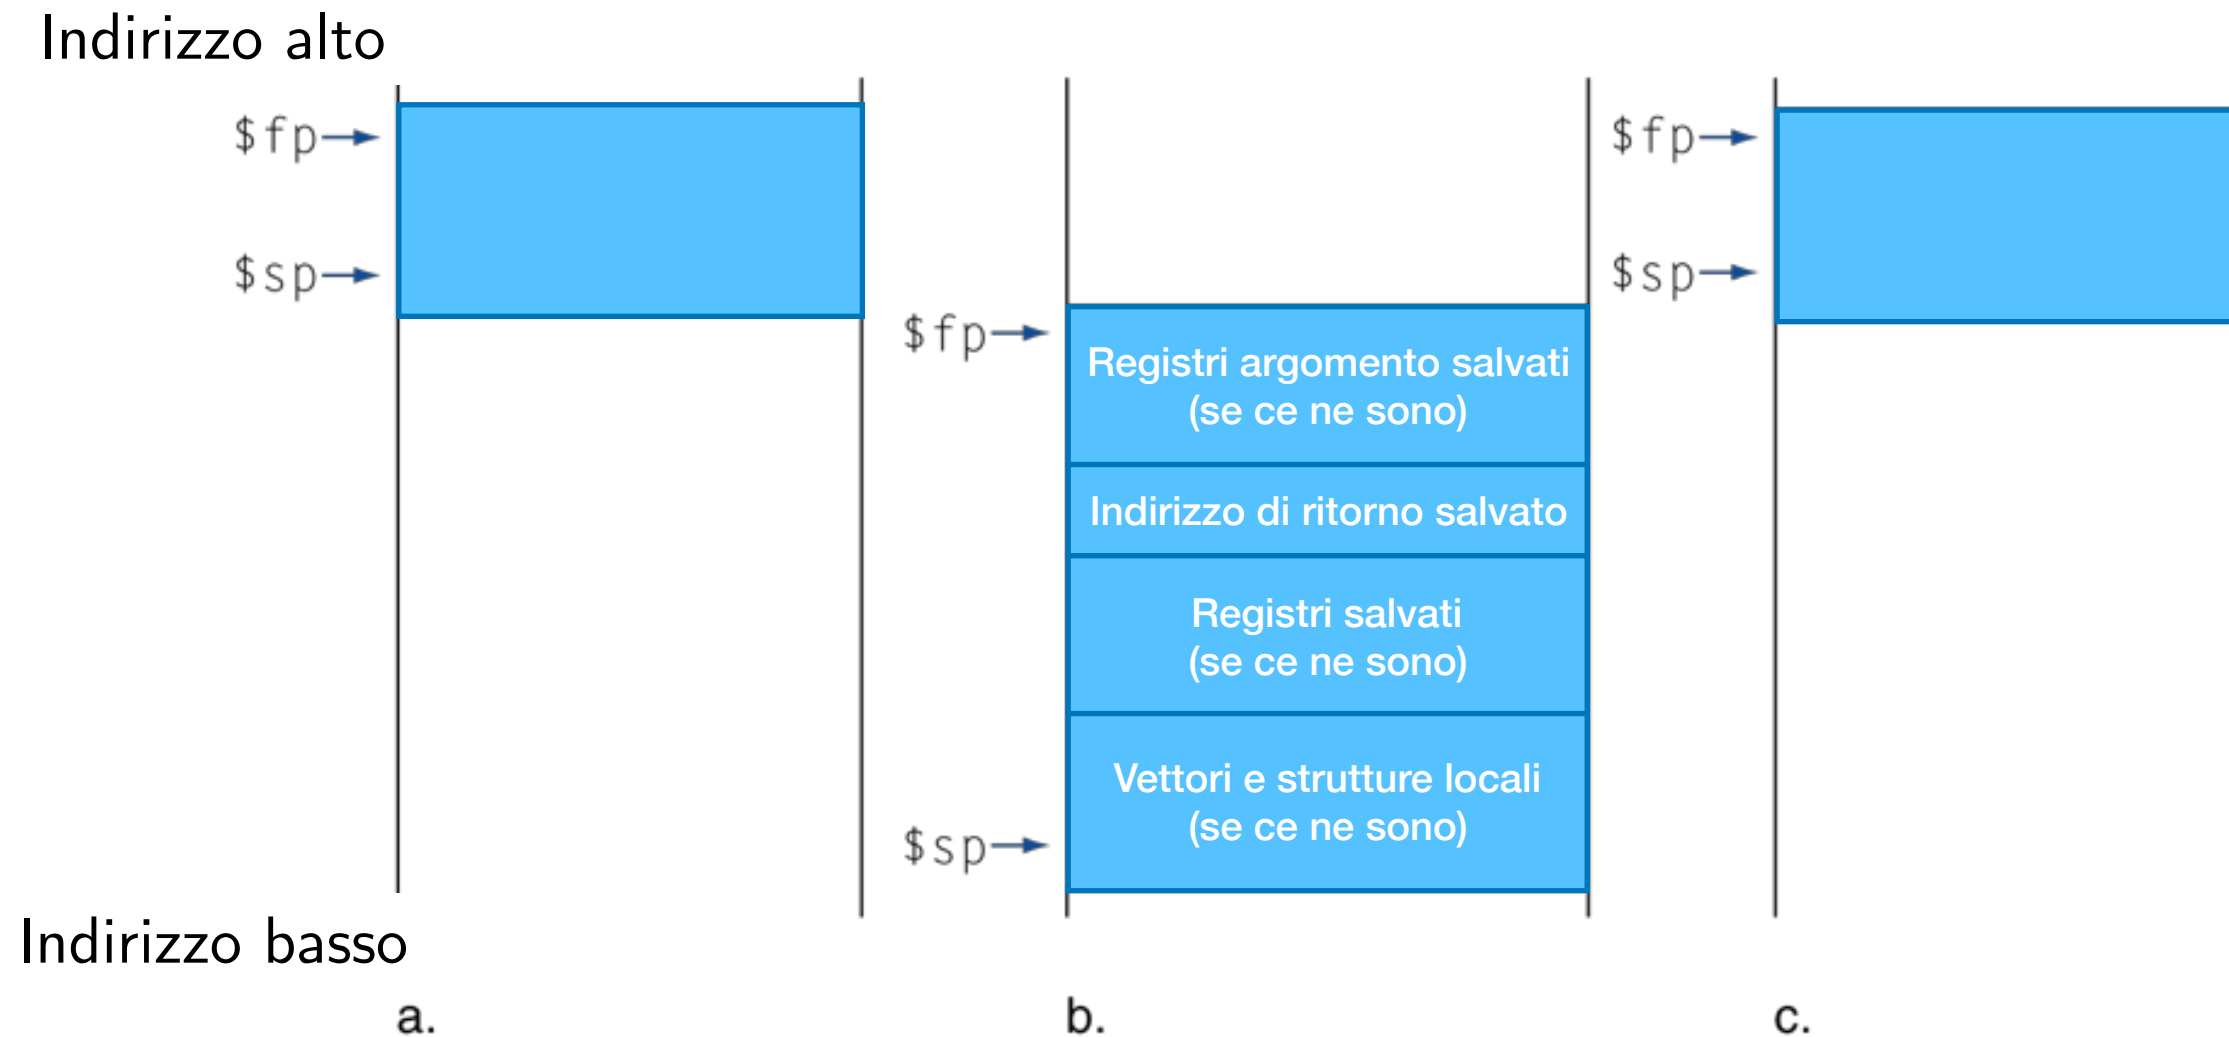 Indirizzo alto
$fp
$sp
$fp
Registri argomento salvati
(se ce ne sono)
Indirizzo di ritorno salvato
Registri salvati
(se ce ne sono)
Vettori e strutture locali
(se ce ne sono)
$sp
$fp
$sp
Indirizzo basso
a.
b.
c.